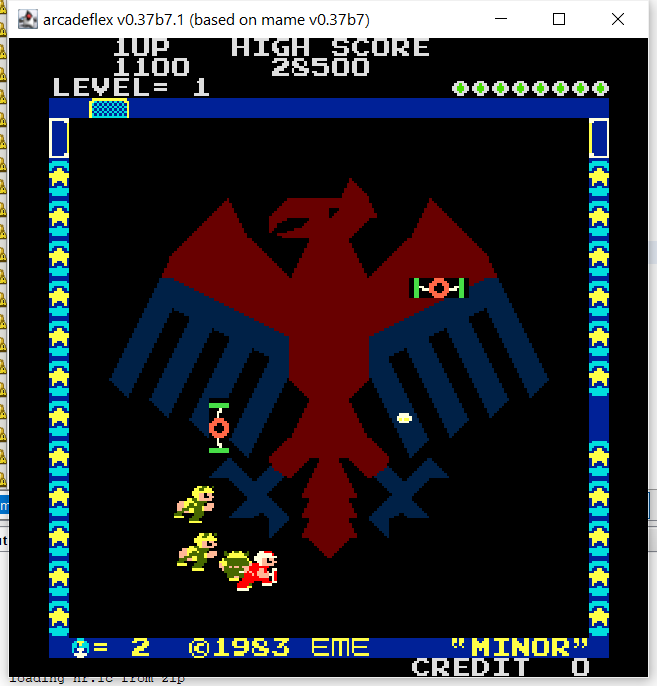 arcadeflex v0.37b7.1 (based on mame v0.37b7)
1UP HIGH SCORE
1100 28500
LEVEL= 1
= 2 ©1983 EME "MINOR"
CREDIT 0
loading hr.ic from zip